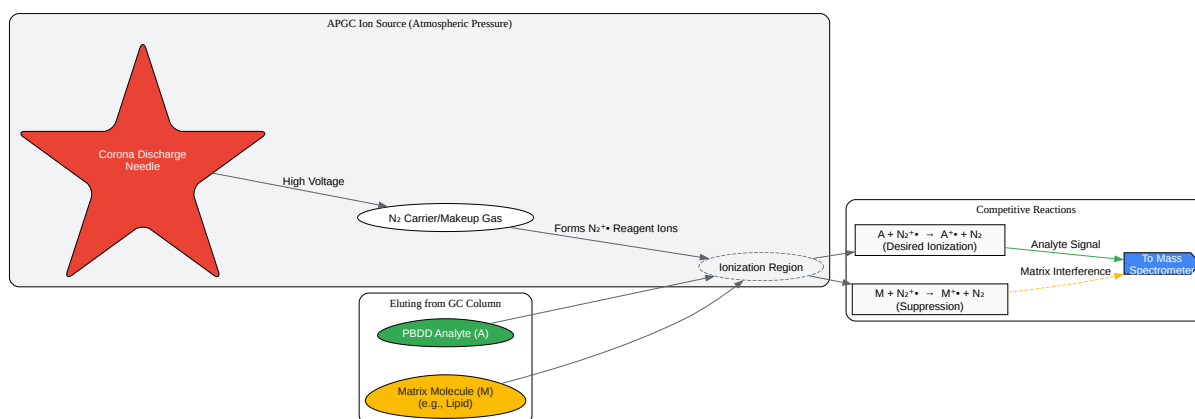 APGC Ion Source (Atmospheric Pressure)
Corona Discharge
Needle
High Voltage
N₂ Carrier/Makeup Gas
Forms N₂⁺• Reagent Ions
Ionization Region
Eluting from GC Column
PBDD Analyte (A)
Matrix Molecule (M)
(e.g., Lipid)
Competitive Reactions
A + N₂⁺• → A⁺• + N₂
(Desired Ionization)
Analyte Signal
Matrix Interference
M + N₂⁺• → M⁺• + N₂
(Suppression)
To Mass
Spectrometer